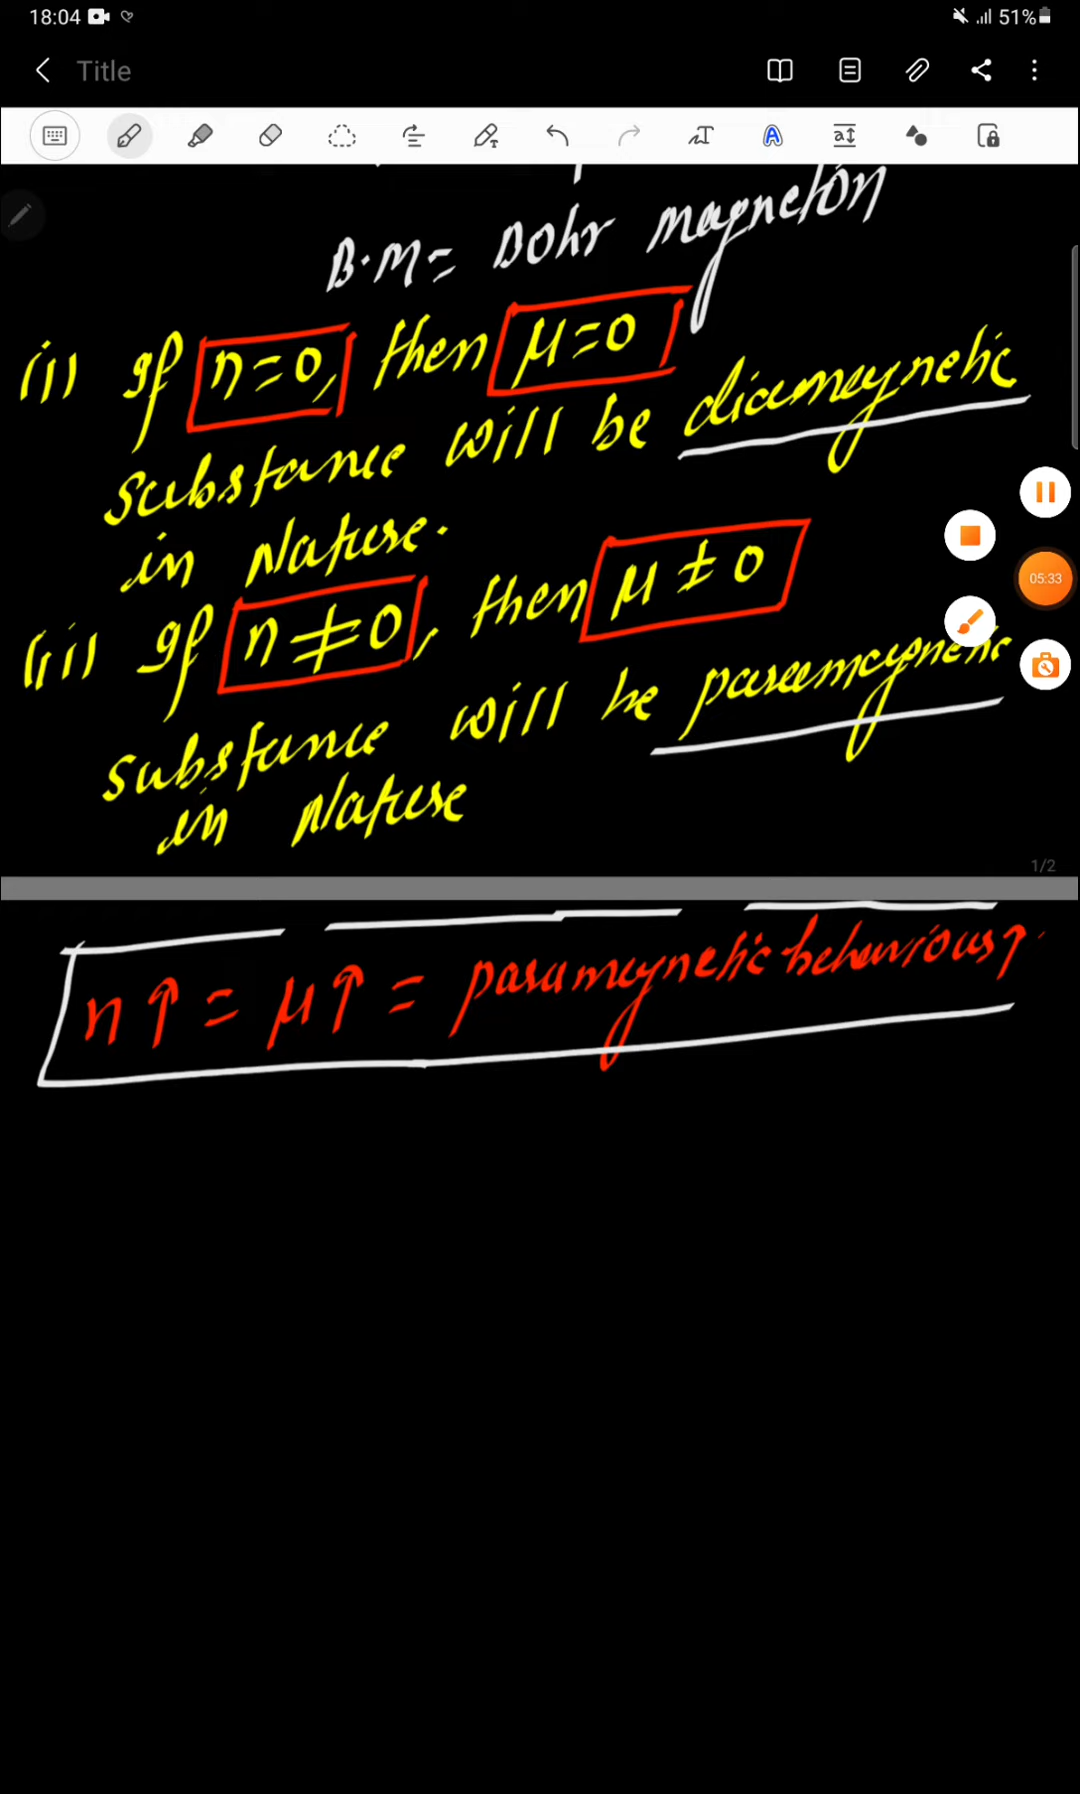 18:04
51%
Title
B.M = Bohr magneton
(i) If n=0, then μ=0
substance will be diamagnetic
in Nature.
(ii) If n≠0, then μ≠0
substance will be paramagnetic
in Nature
05:33
1/2
n↑ = μ↑ = paramagnetic behaviour↑.